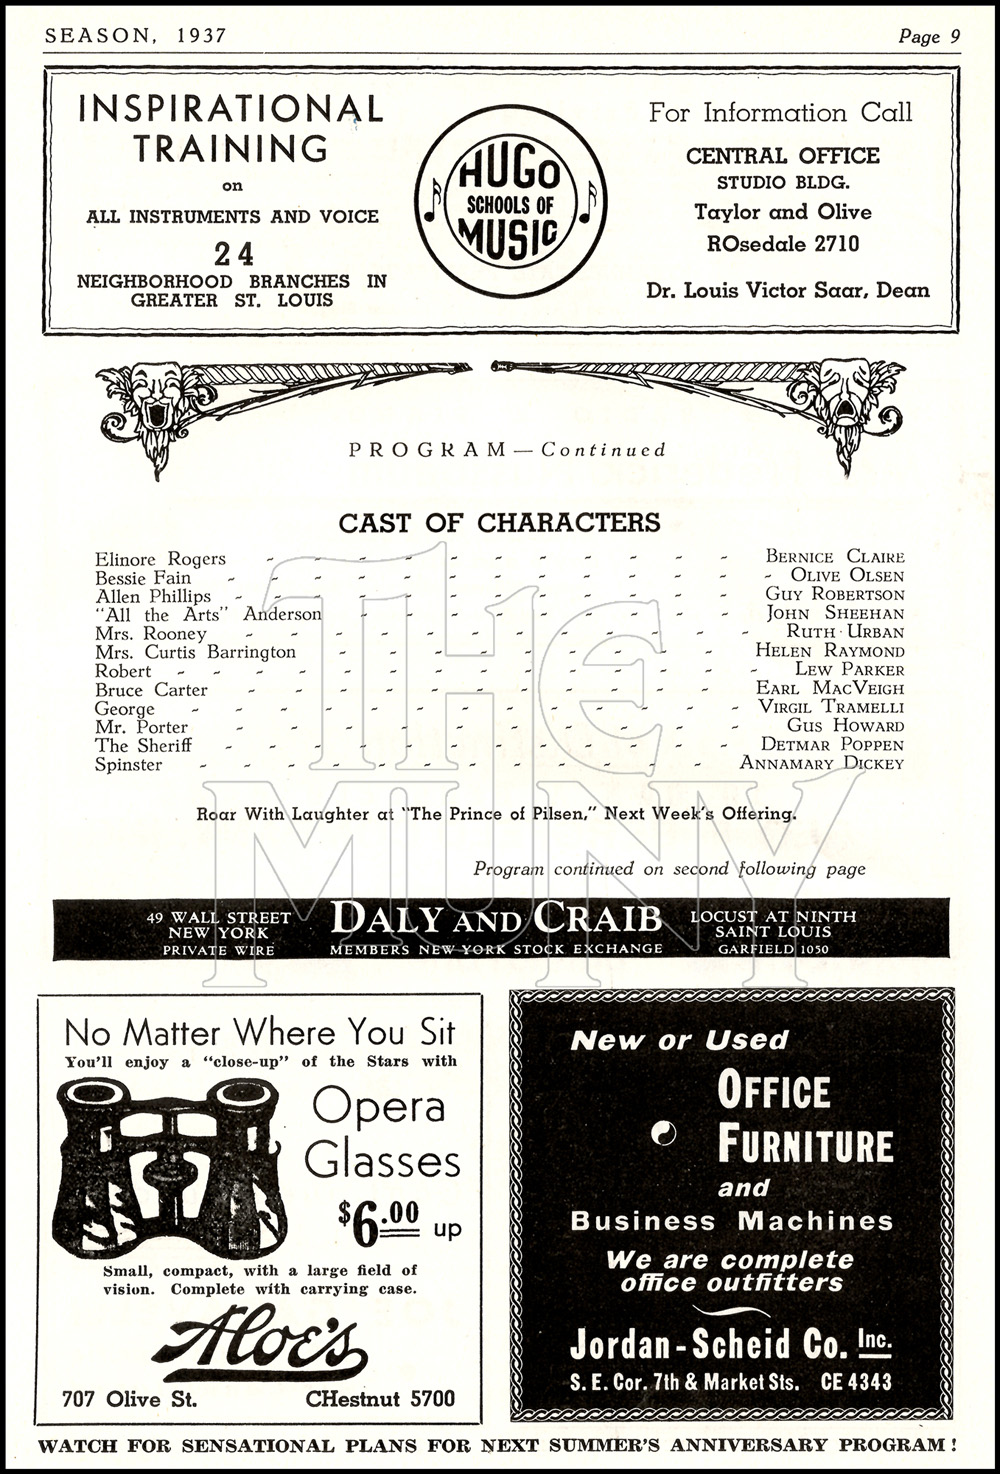 SEASON, 1937
Page 9
INSPIRATIONAL
TRAINING
on
ALL INSTRUMENTS AND VOICE
24
NEIGHBORHOOD BRANCHES IN
GREATER ST. LOUIS
HUGO
SCHOOLS OF
MUSIC
For Information Call
CENTRAL OFFICE
STUDIO BLDG.
Taylor and Olive
ROsedale 2710
Dr. Louis Victor Saar, Dean
PROGRAM—Continued
CAST OF CHARACTERS
Elinore Rogers - - - - - - - - - - - BERNICE CLAIRE
Bessie Fain - - - - - - - - - - - - - OLIVE OLSEN
Allen Phillips - - - - - - - - - - - - GUY ROBERTSON
"All the Arts" Anderson - - - - - - - - - JOHN SHEEHAN
Mrs. Rooney - - - - - - - - - - - - RUTH URBAN
Mrs. Curtis Barrington - - - - - - - - - HELEN RAYMOND
Robert - - - - - - - - - - - - - - LEW PARKER
Bruce Carter - - - - - - - - - - - EARL MACVEIGH
George - - - - - - - - - - - - - VIRGIL TRAMELLI
Mr. Porter - - - - - - - - - - - GUS HOWARD
The Sheriff - - - - - - - - - - - - DETMAR POPPEN
Spinster - - - - - - - - - - - - ANNAMARY DICKEY
Roar With Laughter at "The Prince of Pilsen," Next Week's Offering.
Program continued on second following page
THE
MUNY
49 WALL STREET
NEW YORK
PRIVATE WIRE
DALY AND CRAIB
MEMBERS NEW YORK STOCK EXCHANGE
LOCUST AT NINTH
SAINT LOUIS
GARFIELD 1050
No Matter Where You Sit
You'll enjoy a "close-up" of the Stars with
Opera
Glasses
$6.00 up
Small, compact, with a large field of
vision. Complete with carrying case.
Aloe's
707 Olive St. CHestnut 5700
New or Used
OFFICE
FURNITURE
and
Business Machines
We are complete
office outfitters
Jordan-Scheid Co. Inc.
S. E. Cor. 7th & Market Sts. CE 4343
WATCH FOR SENSATIONAL PLANS FOR NEXT SUMMER'S ANNIVERSARY PROGRAM!